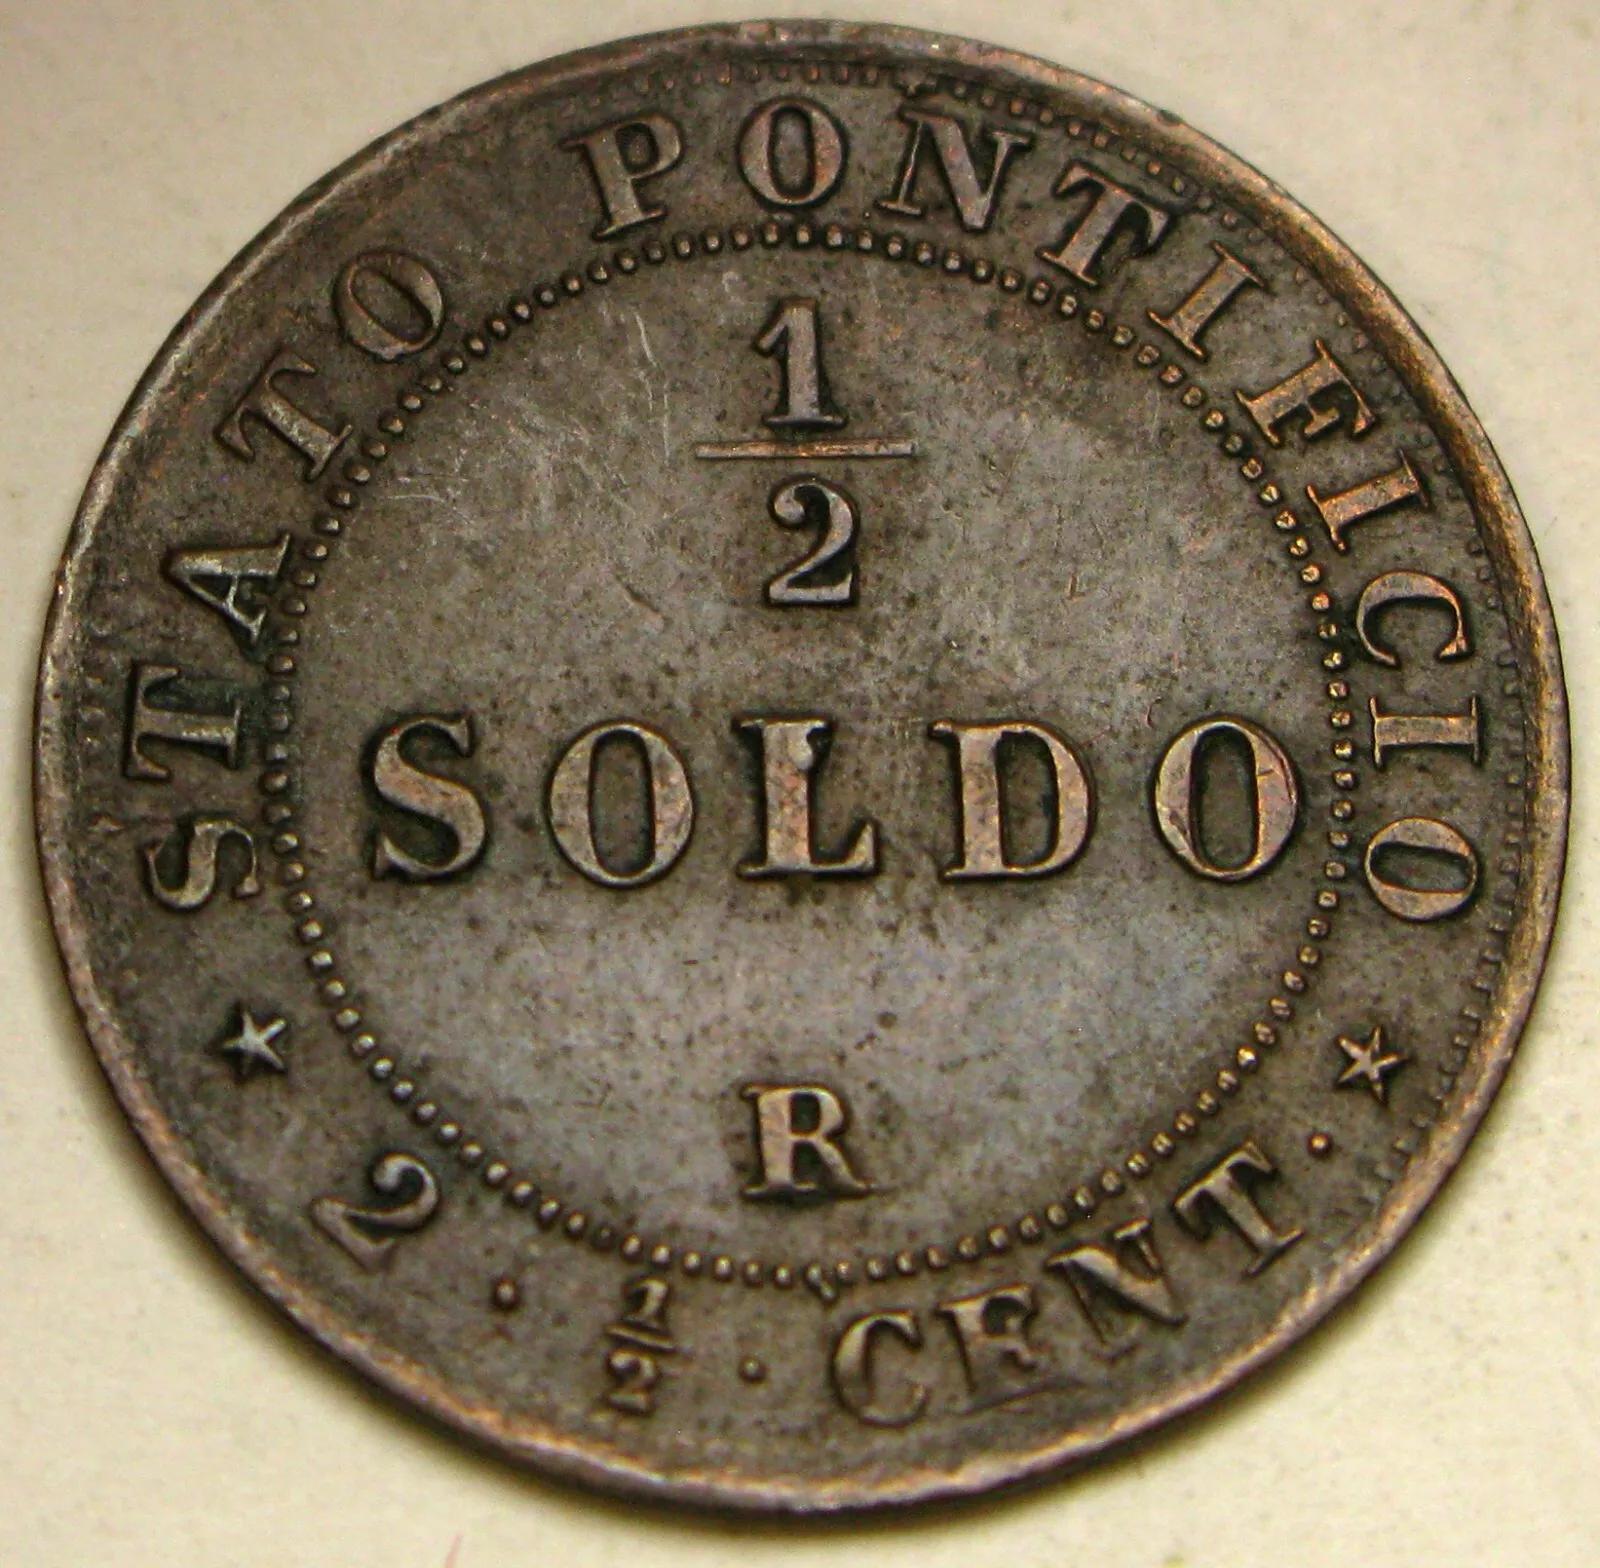 STATO PONTIFICIO
1/2
SOLDO
R
★ 2 · 1/2 · CENT · ★